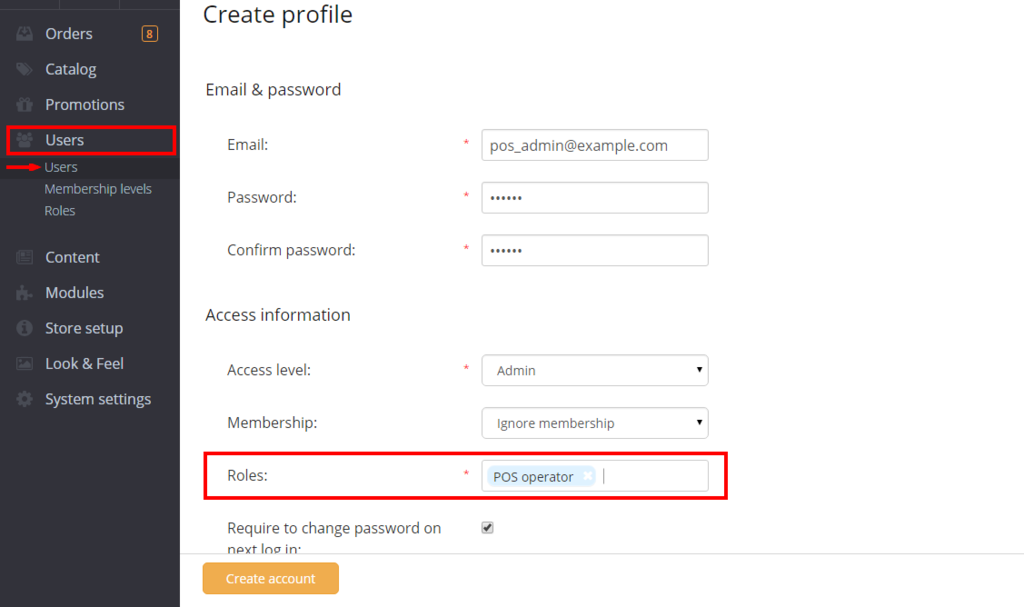 Orders
8
Catalog
Promotions
Users
Users
Membership levels
Roles
Content
Modules
Store setup
Look & Feel
System settings
Create profile
Email & password
Email: * pos_admin@example.com
Password: * ••••••
Confirm password: * ••••••
Access information
Access level: * Admin
Membership: Ignore membership
Roles: * POS operator
Require to change password on
next log in:
Create account